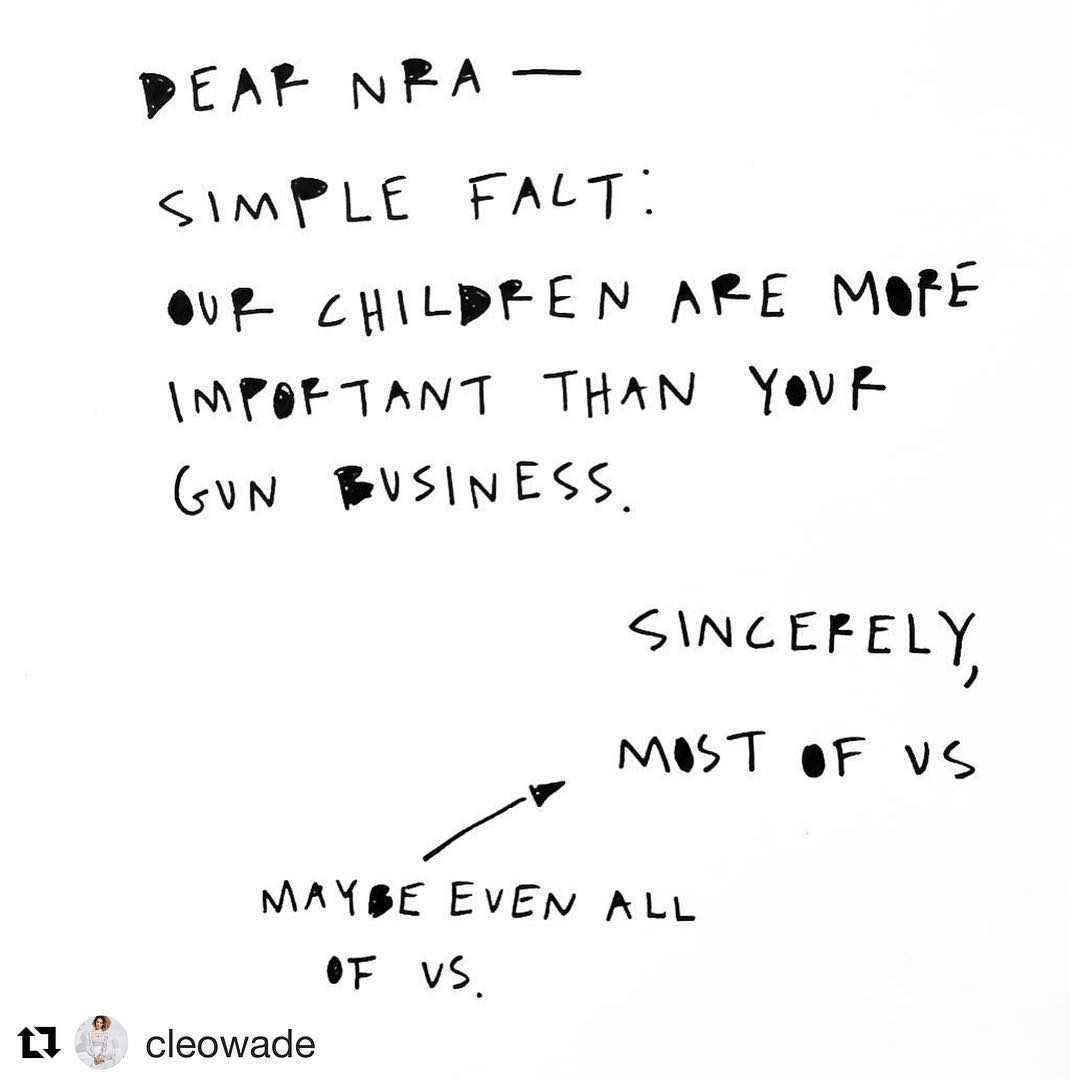 DEAR NRA —
SIMPLE FACT:
OUR CHILDREN ARE MORE
IMPORTANT THAN YOUR
GUN BUSINESS.
SINCERELY,
MOST OF US
MAYBE EVEN ALL
OF US.
cleowade